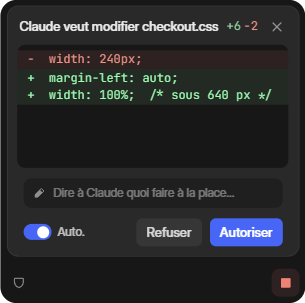 Claude veut modifier checkout.css +6 -2
- width: 240px;
+ margin-left: auto;
+ width: 100%; /* sous 640 px */
Dire à Claude quoi faire à la place...
Auto. Refuser Autoriser